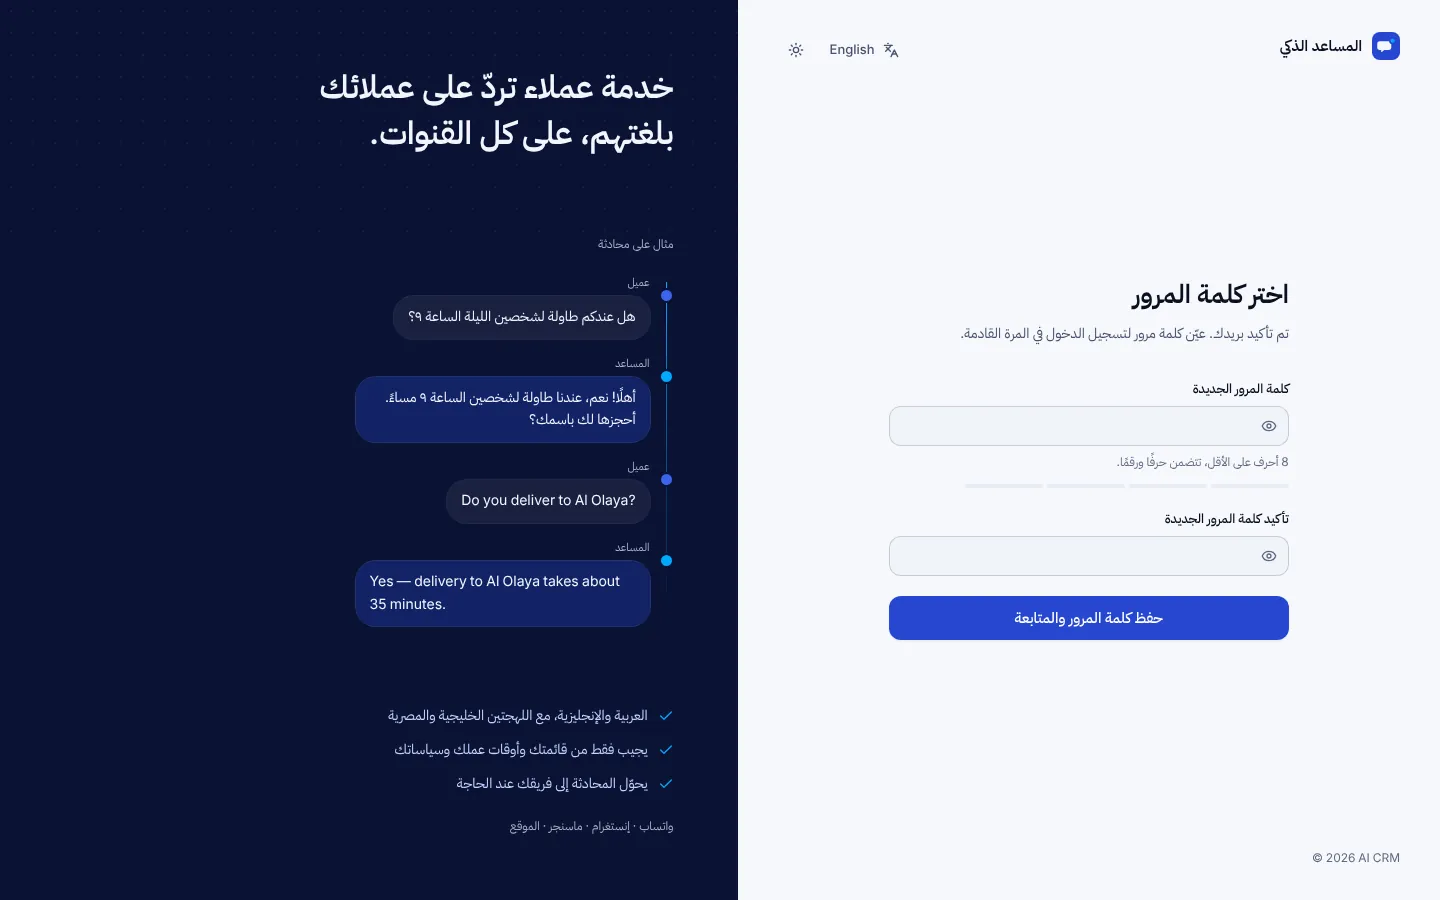 المساعد الذكي
English
اختر كلمة المرور
تم تأكيد بريدك. عيّن كلمة مرور لتسجيل الدخول في المرة القادمة.
كلمة المرور الجديدة
8 أحرف على الأقل، تتضمن حرفًا ورقمًا.
تأكيد كلمة المرور الجديدة
حفظ كلمة المرور والمتابعة
© 2026 AI CRM
خدمة عملاء تردّ على عملائك
بلغتهم، على كل القنوات.
مثال على محادثة
عميل
هل عندكم طاولة لشخصين الليلة الساعة ٩؟
المساعد
أهلًا! نعم، عندنا طاولة لشخصين الساعة ٩ مساءً.
أحجزها لك باسمك؟
عميل
Do you deliver to Al Olaya?
المساعد
Yes — delivery to Al Olaya takes about
35 minutes.
العربية والإنجليزية، مع اللهجتين الخليجية والمصرية
يجيب فقط من قائمتك وأوقات عملك وسياساتك
يحوّل المحادثة إلى فريقك عند الحاجة
واتساب · إنستغرام · ماسنجر · الموقع